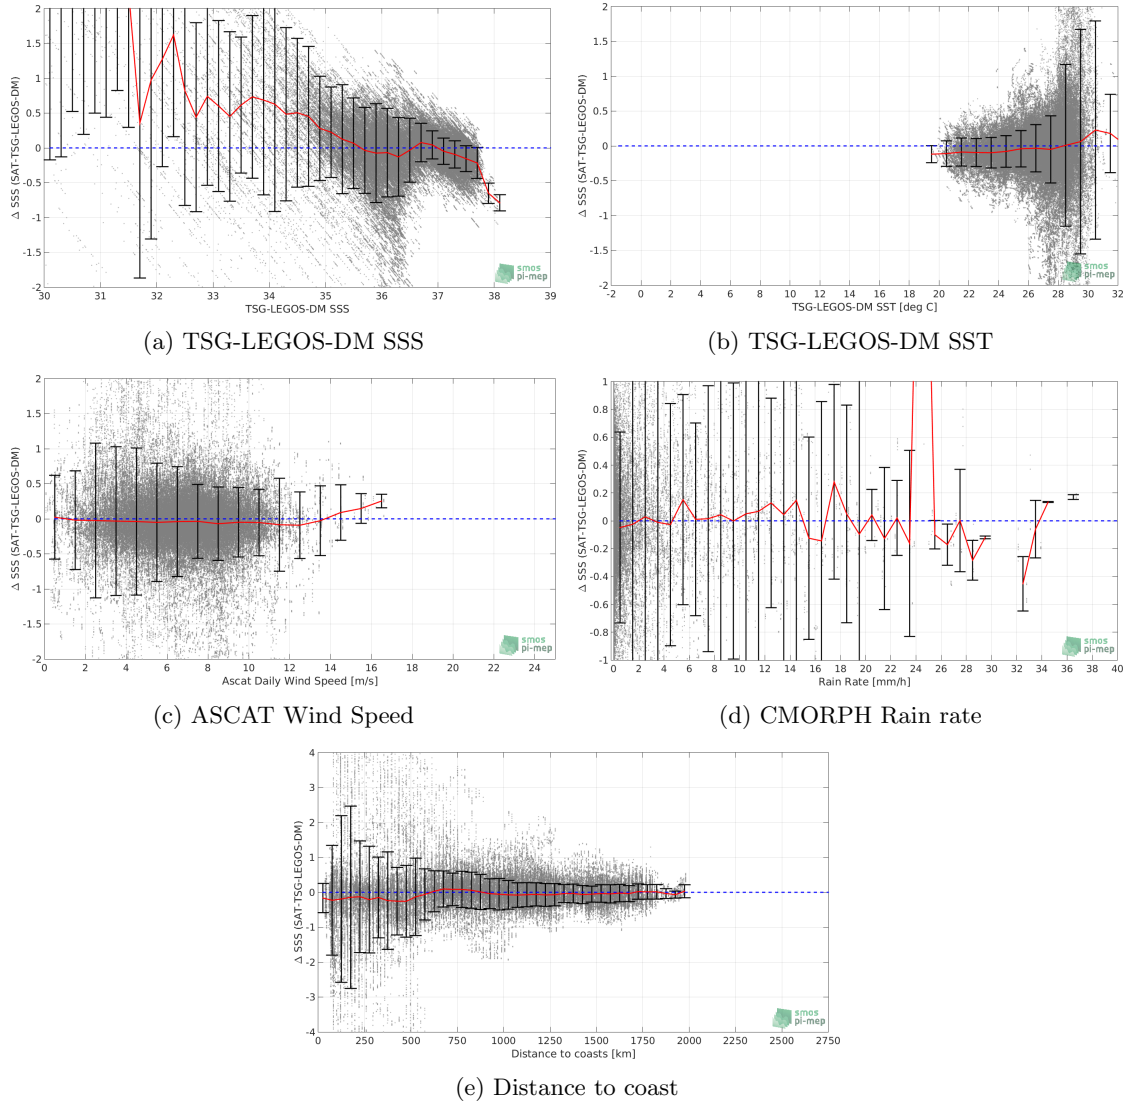 2
1.5
1
0.5
0
-0.5
-1
-1.5
-2
Δ SSS (SAT-TSG-LEGOS-DM)
30 31 32 33 34 35 36 37 38 39
TSG-LEGOS-DM SSS
smos
pi-mep
(a) TSG-LEGOS-DM SSS
2
1.5
1
0.5
0
-0.5
-1
-1.5
-2
Δ SSS (SAT-TSG-LEGOS-DM)
-2 0 2 4 6 8 10 12 14 16 18 20 22 24 26 28 30 32
TSG-LEGOS-DM SST [deg C]
smos
pi-mep
(b) TSG-LEGOS-DM SST
2
1.5
1
0.5
0
-0.5
-1
-1.5
-2
Δ SSS (SAT-TSG-LEGOS-DM)
0 2 4 6 8 10 12 14 16 18 20 22 24
Ascat Daily Wind Speed [m/s]
smos
pi-mep
(c) ASCAT Wind Speed
1
0.8
0.6
0.4
0.2
0
-0.2
-0.4
-0.6
-0.8
-1
Δ SSS (SAT-TSG-LEGOS-DM)
0 2 4 6 8 10 12 14 16 18 20 22 24 26 28 30 32 34 36 38 40
Rain Rate [mm/h]
smos
pi-mep
(d) CMORPH Rain rate
4
3
2
1
0
-1
-2
-3
-4
Δ SSS (SAT-TSG-LEGOS-DM)
0 250 500 750 1000 1250 1500 1750 2000 2250 2500 2750
Distance to coasts [km]
smos
pi-mep
(e) Distance to coast